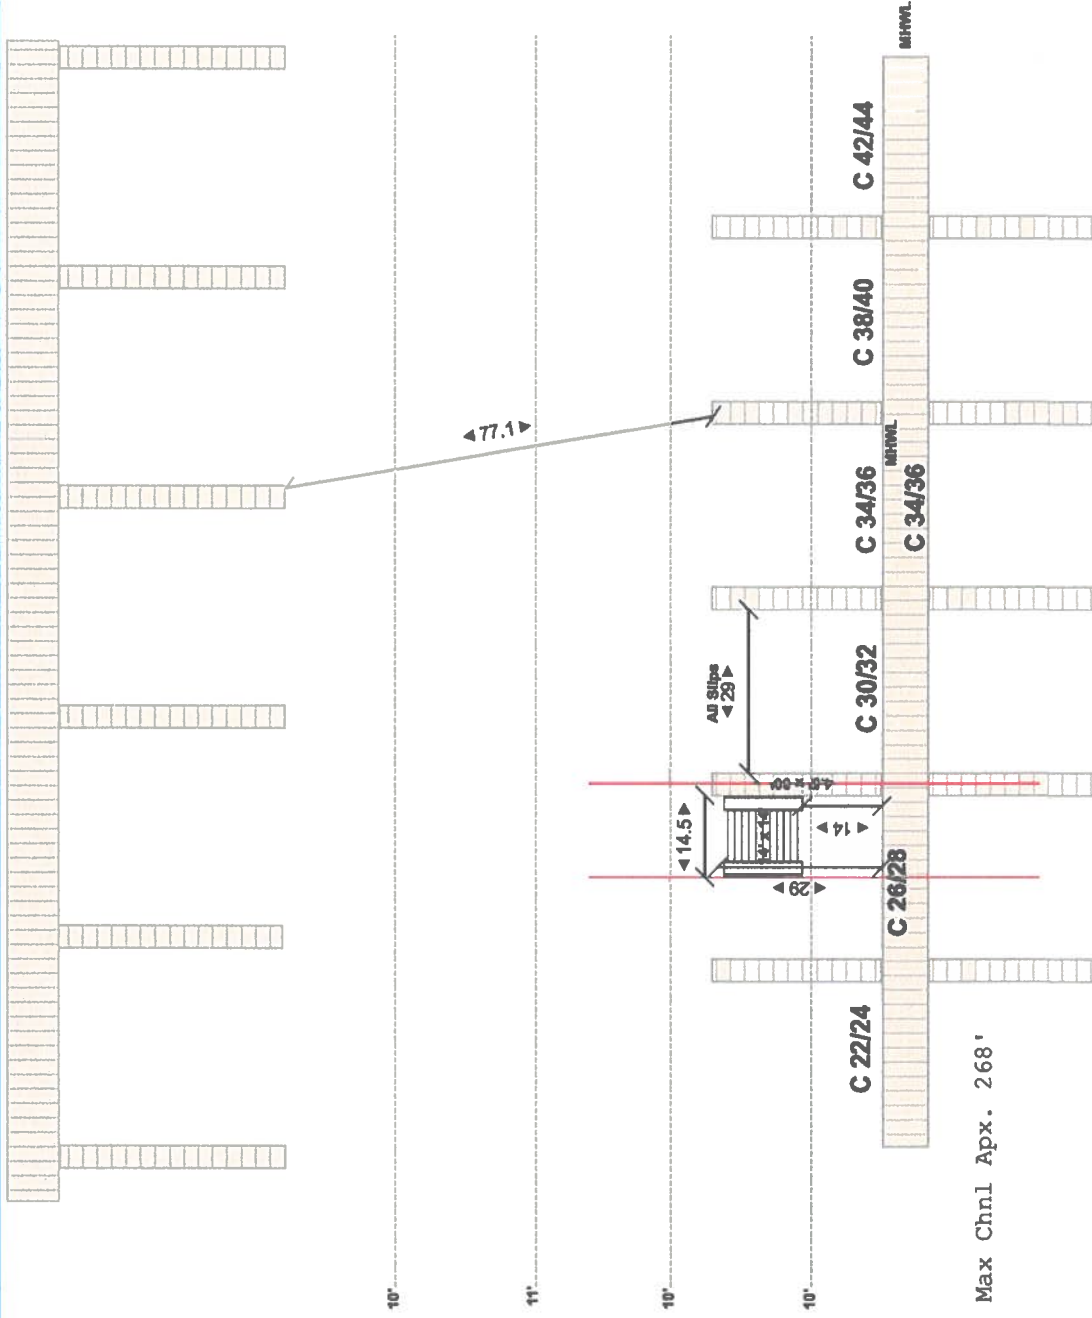 MHWL
C 42/44
C 38/40
◄77.1►
MHWL
C 34/36
C 34/36
All Slips
◄29►
C 30/32
◄14.5►
◄14►
◄29►
C 26/28
C 22/24
10'
11'
10'
10'
Max Chnl Apx. 268'